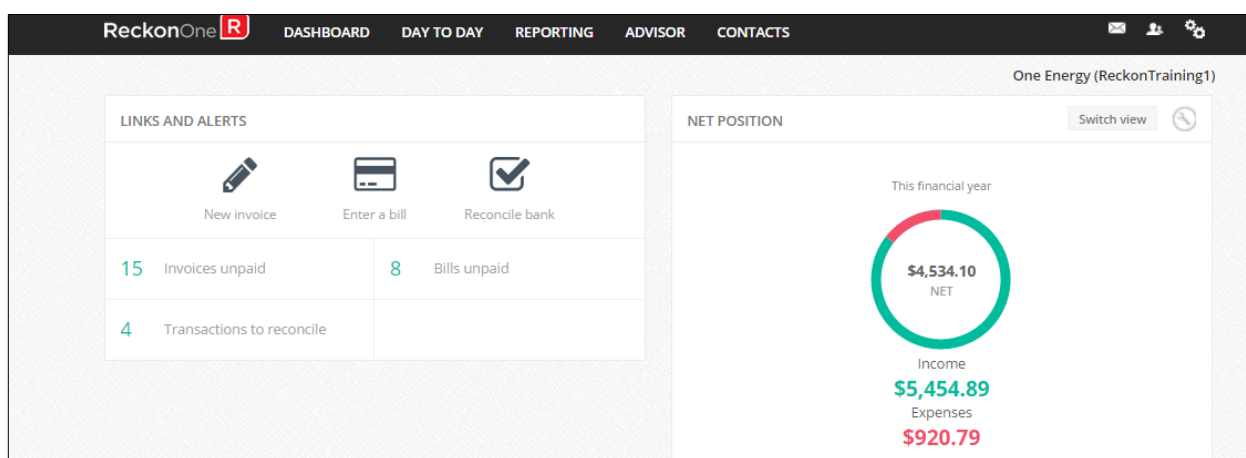 ReckonOne R DASHBOARD DAY TO DAY REPORTING ADVISOR CONTACTS
One Energy (ReckonTraining1)
LINKS AND ALERTS
New invoice Enter a bill Reconcile bank
15 Invoices unpaid 8 Bills unpaid
4 Transactions to reconcile
NET POSITION Switch view
This financial year
$4,534.10
NET
Income
$5,454.89
Expenses
$920.79